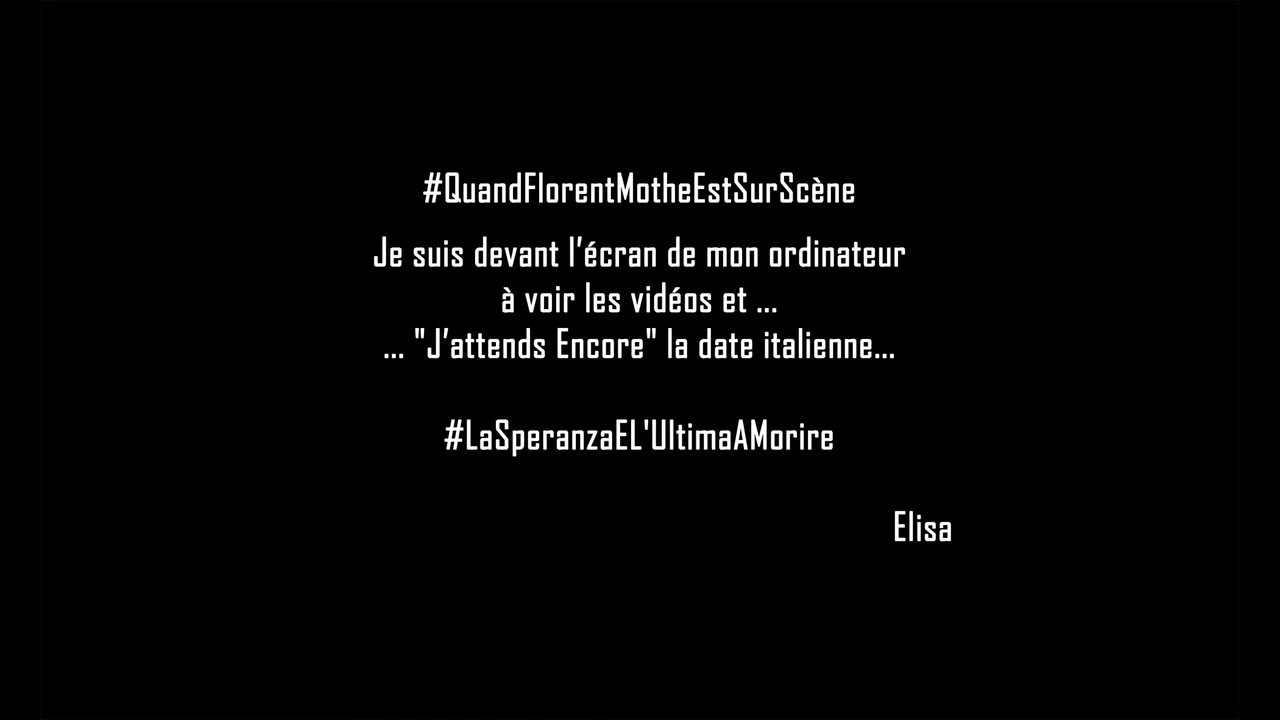 #QuandFlorentMotheEstSurScène
Je suis devant l’écran de mon ordinateur
à voir les vidéos et ...
... "J’attends Encore" la date italienne...
#LaSperanzaEL'UltimaAMorire
Elisa